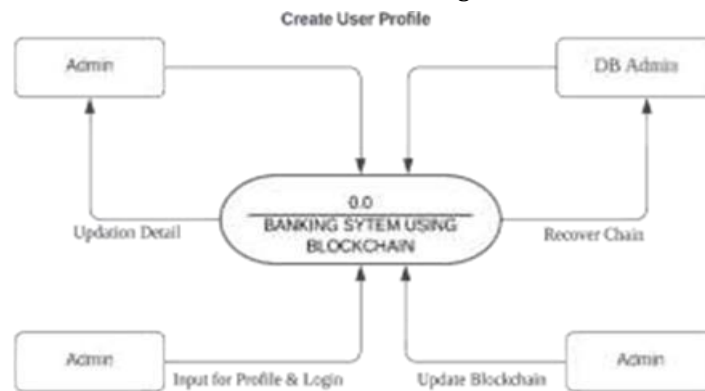 Create User Profile
Admin
DB Admin
0.0
BANKING SYTEM USING
BLOCKCHAIN
Updation Detail
Recover Chain
Admin
Input for Profile & Login
Update Blockchain
Admin